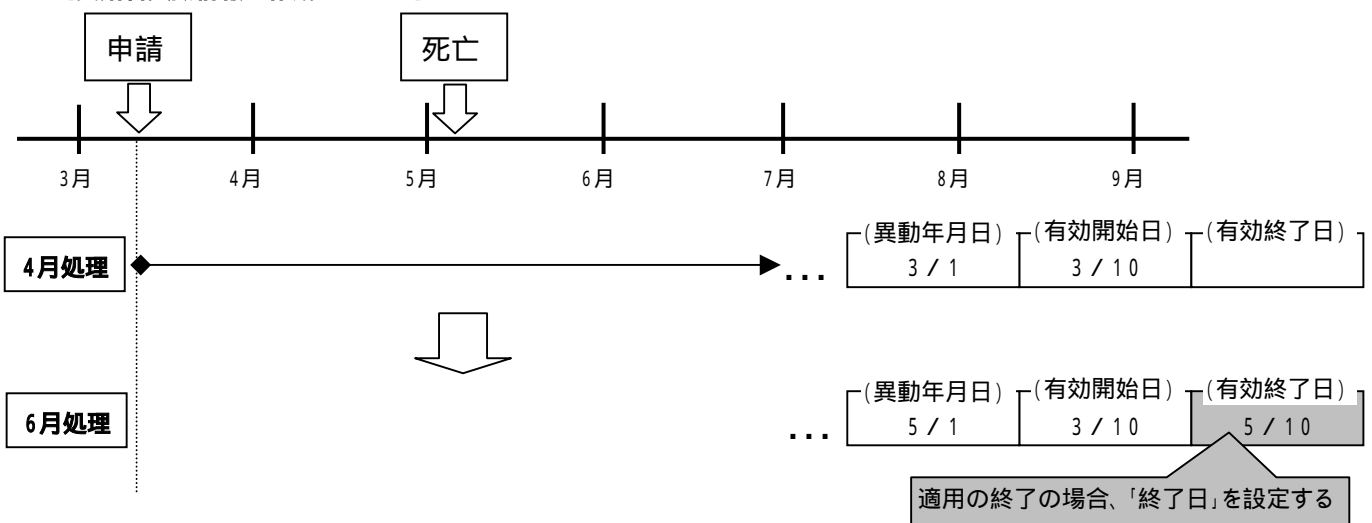 申請
死亡
3月 4月 5月 6月 7月 8月 9月
(異動年月日) (有効開始日) (有効終了日)
4月処理 ... 3/1 3/10
(異動年月日) (有効開始日) (有効終了日)
6月処理 ... 5/1 3/10 5/10
適用の終了の場合、「終了日」を設定する